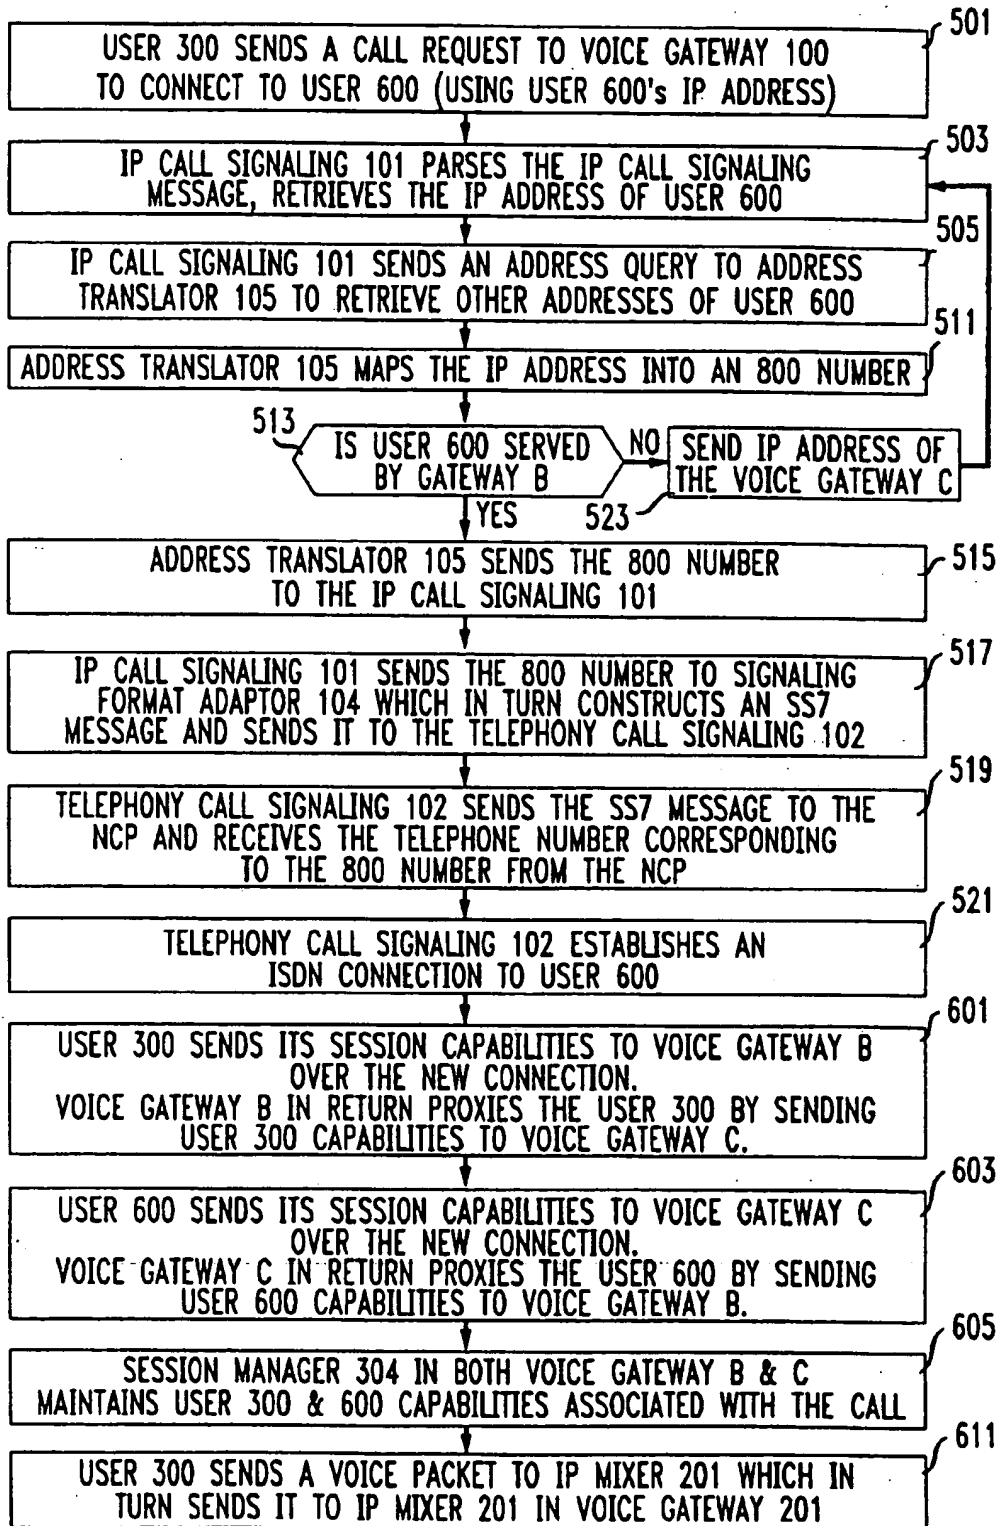 501
USER 300 SENDS A CALL REQUEST TO VOICE GATEWAY 100
TO CONNECT TO USER 600 (USING USER 600's IP ADDRESS)
503
IP CALL SIGNALING 101 PARSES THE IP CALL SIGNALING
MESSAGE, RETRIEVES THE IP ADDRESS OF USER 600
505
IP CALL SIGNALING 101 SENDS AN ADDRESS QUERY TO ADDRESS
TRANSLATOR 105 TO RETRIEVE OTHER ADDRESSES OF USER 600
511
ADDRESS TRANSLATOR 105 MAPS THE IP ADDRESS INTO AN 800 NUMBER
513
IS USER 600 SERVED
BY GATEWAY B
NO
SEND IP ADDRESS OF
THE VOICE GATEWAY C
523
YES
515
ADDRESS TRANSLATOR 105 SENDS THE 800 NUMBER
TO THE IP CALL SIGNALING 101
517
IP CALL SIGNALING 101 SENDS THE 800 NUMBER TO SIGNALING
FORMAT ADAPTOR 104 WHICH IN TURN CONSTRUCTS AN SS7
MESSAGE AND SENDS IT TO THE TELEPHONY CALL SIGNALING 102
519
TELEPHONY CALL SIGNALING 102 SENDS THE SS7 MESSAGE TO THE
NCP AND RECEIVES THE TELEPHONE NUMBER CORRESPONDING
TO THE 800 NUMBER FROM THE NCP
521
TELEPHONY CALL SIGNALING 102 ESTABLISHES AN
ISDN CONNECTION TO USER 600
601
USER 300 SENDS ITS SESSION CAPABILITIES TO VOICE GATEWAY B
OVER THE NEW CONNECTION.
VOICE GATEWAY B IN RETURN PROXIES THE USER 300 BY SENDING
USER 300 CAPABILITIES TO VOICE GATEWAY C.
603
USER 600 SENDS ITS SESSION CAPABILITIES TO VOICE GATEWAY C
OVER THE NEW CONNECTION.
VOICE GATEWAY C IN RETURN PROXIES THE USER 600 BY SENDING
USER 600 CAPABILITIES TO VOICE GATEWAY B.
605
SESSION MANAGER 304 IN BOTH VOICE GATEWAY B & C
MAINTAINS USER 300 & 600 CAPABILITIES ASSOCIATED WITH THE CALL
611
USER 300 SENDS A VOICE PACKET TO IP MIXER 201 WHICH IN
TURN SENDS IT TO IP MIXER 201 IN VOICE GATEWAY 201